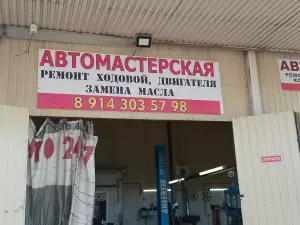 АВТОМАСТЕРСКАЯ
РЕМОНТ ХОДОВОЙ, ДВИГАТЕЛЯ
ЗАМЕНА МАСЛА
8 914 303 57 98